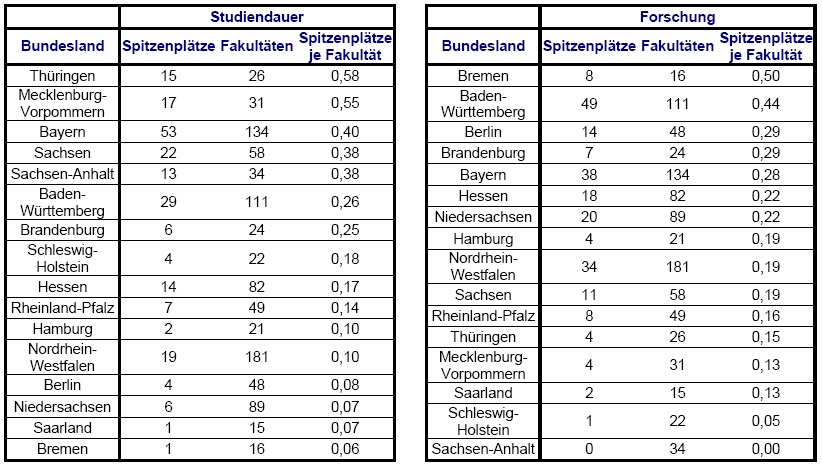 Studiendauer
Bundesland Spitzenplätze Fakultäten Spitzenplätze
je Fakultät
Thüringen 15 26 0,58
Mecklenburg-
Vorpommern 17 31 0,55
Bayern 53 134 0,40
Sachsen 22 58 0,38
Sachsen-Anhalt 13 34 0,38
Baden-
Württemberg 29 111 0,26
Brandenburg 6 24 0,25
Schleswig-
Holstein 4 22 0,18
Hessen 14 82 0,17
Rheinland-Pfalz 7 49 0,14
Hamburg 2 21 0,10
Nordrhein-
Westfalen 19 181 0,10
Berlin 4 48 0,08
Niedersachsen 6 89 0,07
Saarland 1 15 0,07
Bremen 1 16 0,06
Forschung
Bundesland Spitzenplätze Fakultäten Spitzenplätze
je Fakultät
Bremen 8 16 0,50
Baden-
Württemberg 49 111 0,44
Berlin 14 48 0,29
Brandenburg 7 24 0,29
Bayern 38 134 0,28
Hessen 18 82 0,22
Niedersachsen 20 89 0,22
Hamburg 4 21 0,19
Nordrhein-
Westfalen 34 181 0,19
Sachsen 11 58 0,19
Rheinland-Pfalz 8 49 0,16
Thüringen 4 26 0,15
Mecklenburg-
Vorpommern 4 31 0,13
Saarland 2 15 0,13
Schleswig-
Holstein 1 22 0,05
Sachsen-Anhalt 0 34 0,00